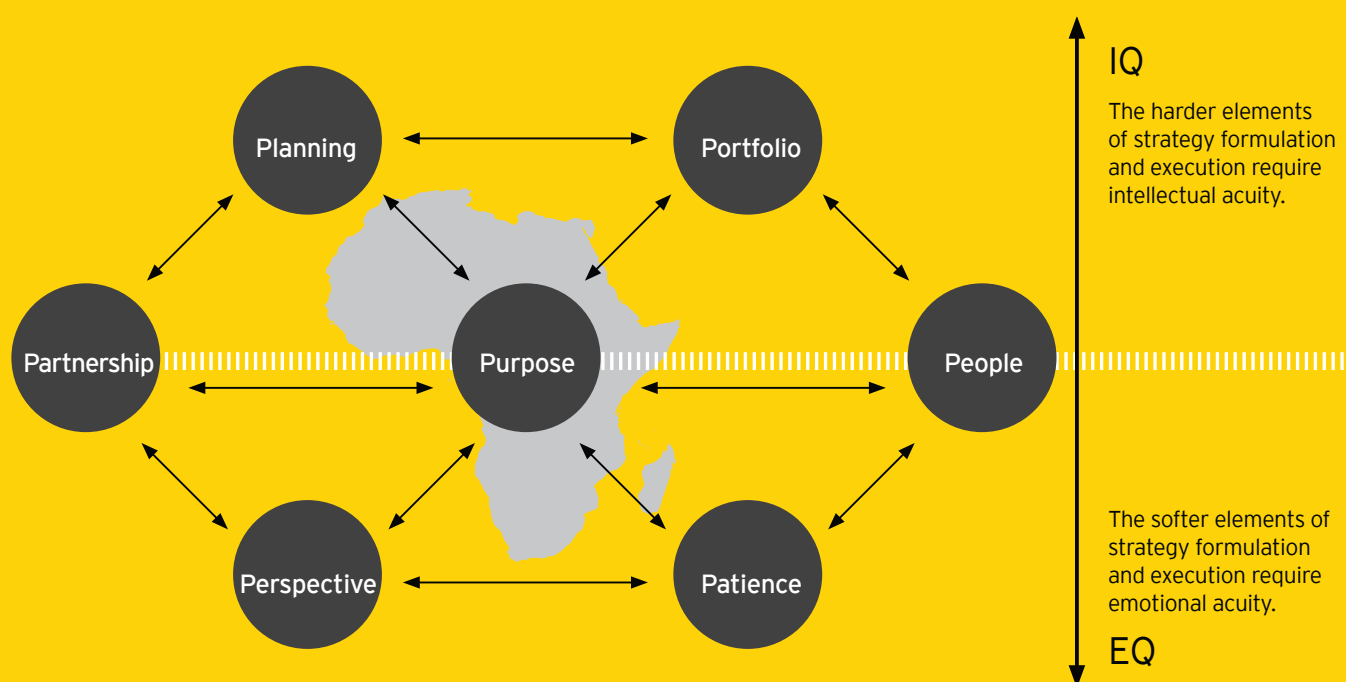 Planning
Portfolio
Partnership
Purpose
People
Perspective
Patience
IQ
The harder elements
of strategy formulation
and execution require
intellectual acuity.
The softer elements of
strategy formulation
and execution require
emotional acuity.
EQ